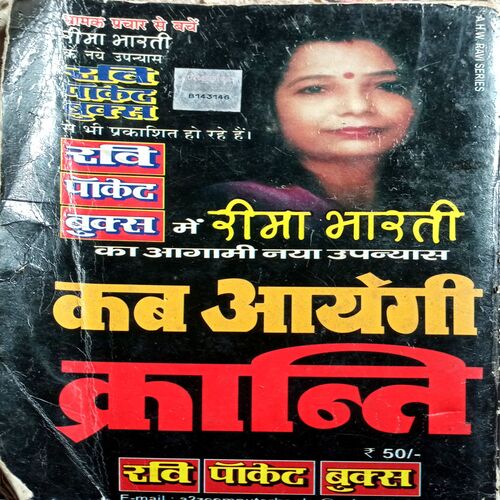 भ्रामक प्रचार से बचें
रीमा भारती
के नये उपन्यास
रवि
पॉकेट
बुक्स
से भी प्रकाशित हो रहे हैं।
8143146
A H.W. RAW SERIES
रवि
पॉकेट
बुक्स में रीमा भारती
का आगामी नया उपन्यास
कब आयेगी
क्रान्ति
₹ 50/-
रवि पॉकेट बुक्स
E-mail :